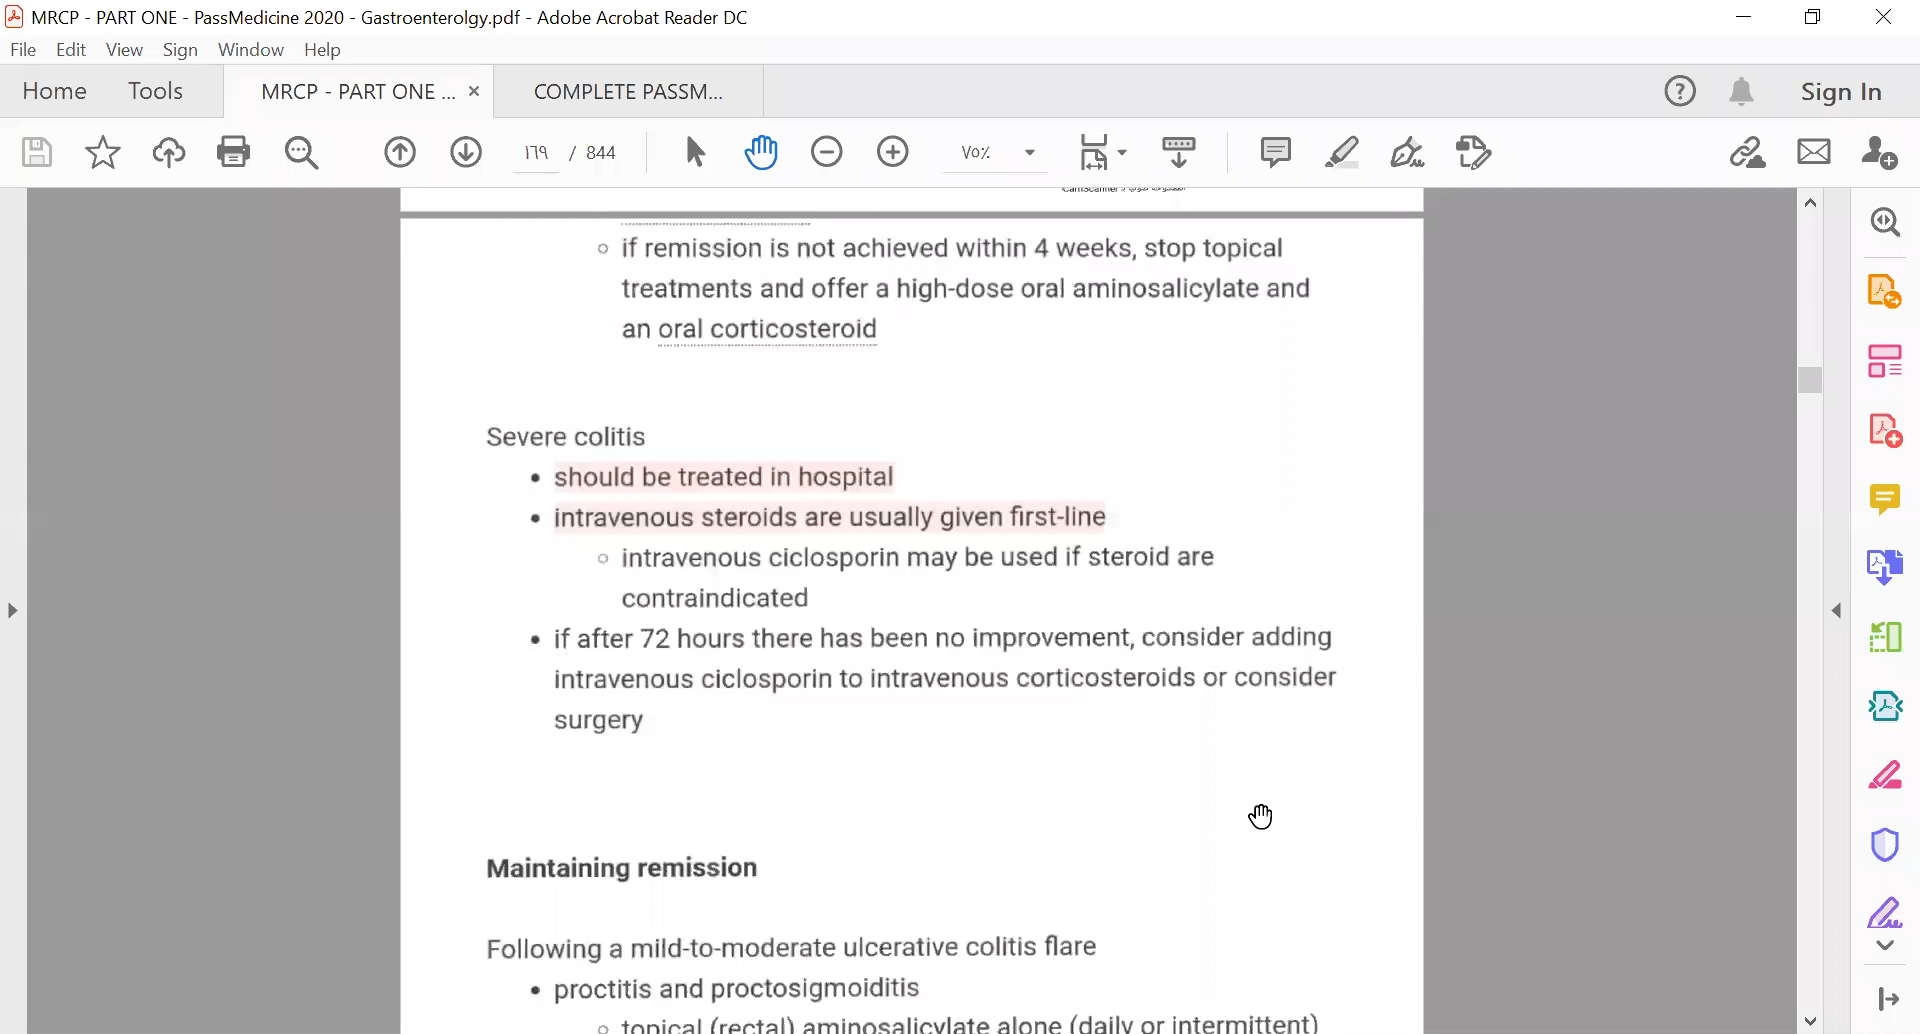 MRCP - PART ONE - PassMedicine 2020 - Gastroenterolgy.pdf - Adobe Acrobat Reader DC
File Edit View Sign Window Help
Home Tools MRCP - PART ONE ... × COMPLETE PASSM... Sign In
١٦٩ / 844 ٧٥٪
CamScanner
if remission is not achieved within 4 weeks, stop topical
treatments and offer a high-dose oral aminosalicylate and
an oral corticosteroid
Severe colitis
• should be treated in hospital
• intravenous steroids are usually given first-line
intravenous ciclosporin may be used if steroid are
contraindicated
• if after 72 hours there has been no improvement, consider adding
intravenous ciclosporin to intravenous corticosteroids or consider
surgery
Maintaining remission
Following a mild-to-moderate ulcerative colitis flare
• proctitis and proctosigmoiditis
topical (rectal) aminosalicylate alone (daily or intermittent)